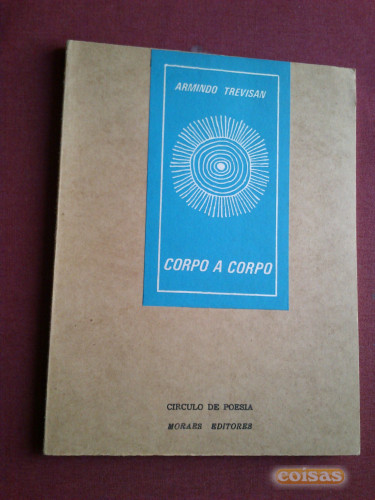 ARMINDO TREVISAN
CORPO A CORPO
CIRCULO DE POESIA
MORAES EDITORES
coisas